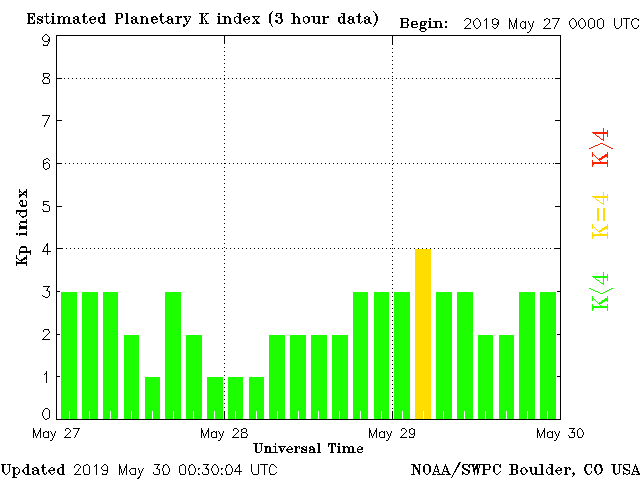 Estimated Planetary K index (3 hour data) Begin: 2019 May 27 0000 UTC
9
8
7
6
5
4
3
2
1
0
Kp index
K>4
K=4
K<4
May 27 May 28 May 29 May 30
Universal Time
Updated 2019 May 30 00:30:04 UTC NOAA/SWPC Boulder, CO USA